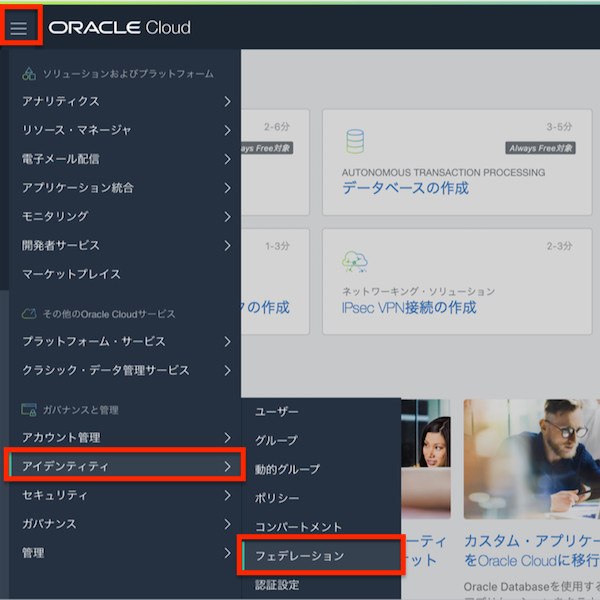 ORACLE Cloud
ソリューションおよびプラットフォーム
アナリティクス
リソース・マネージャ
電子メール配信
アプリケーション統合
モニタリング
開発者サービス
マーケットプレイス
その他のOracle Cloudサービス
プラットフォーム・サービス
クラシック・データ管理サービス
ガバナンスと管理
アカウント管理
アイデンティティ
セキュリティ
ガバナンス
管理
ユーザー
グループ
動的グループ
ポリシー
コンパートメント
フェデレーション
認証設定
2-6分
ways Free対象
3-5分
Always Free対象
AUTONOMOUS TRANSACTION PROCESSING
データベースの作成
1-3分
クの作成
2-3分
ネットワーキング・ソリューション
IPsec VPN接続の作成
ーティ
ット
カスタム・アプリケー
をOracle Cloudに移行
Oracle Databaseを使用する